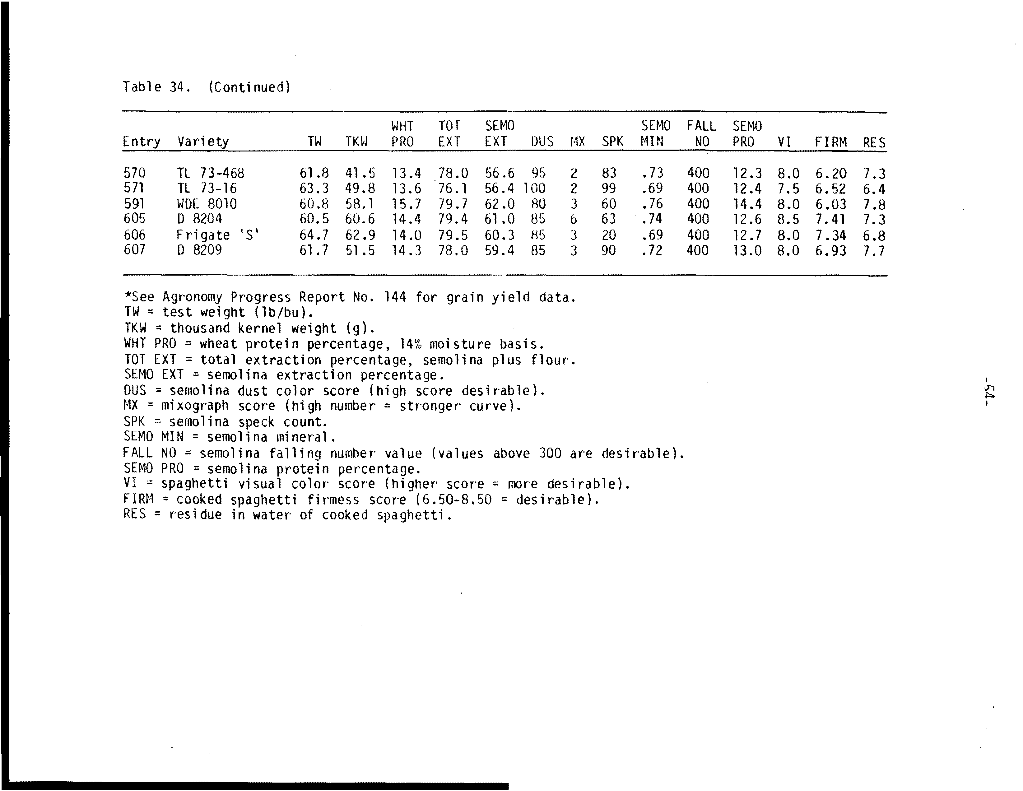 Table 34. (Continued)
WHT TOT SEMO SEMO FALL SEMO
Entry Variety TW TKW PRO EXT EXT DUS MX SPK MIN NO PRO VI FIRM RES
570 TL 73-468 61.8 41.5 13.4 78.0 56.6 95 2 83 .73 400 12.3 8.0 6.20 7.3
571 TL 73-16 63.3 49.8 13.6 76.1 56.4 100 2 99 .69 400 12.4 7.5 6.52 6.4
591 WDE 8010 60.8 58.1 15.7 79.7 62.0 80 3 60 .76 400 14.4 8.0 6.03 7.8
605 D 8204 60.5 60.6 14.4 79.4 61.0 85 6 63 .74 400 12.6 8.5 7.41 7.3
606 Frigate 'S' 64.7 62.9 14.0 79.5 60.3 85 3 20 .69 400 12.7 8.0 7.34 6.8
607 D 8209 61.7 51.5 14.3 78.0 59.4 85 3 90 .72 400 13.0 8.0 6.93 7.7
*See Agronomy Progress Report No. 144 for grain yield data.
TW = test weight (lb/bu).
TKW = thousand kernel weight (g).
WHT PRO = wheat protein percentage, 14% moisture basis.
TOT EXT = total extraction percentage, semolina plus flour.
SEMO EXT = semolina extraction percentage.
DUS = semolina dust color score (high score desirable).
MX = mixograph score (high number = stronger curve).
SPK = semolina speck count.
SEMO MIN = semolina mineral.
FALL NO = semolina falling number value (values above 300 are desirable).
SEMO PRO = semolina protein percentage.
VI = spaghetti visual color score (higher score = more desirable).
FIRM = cooked spaghetti firmess score (6.50-8.50 = desirable).
RES = residue in water of cooked spaghetti.
-54-